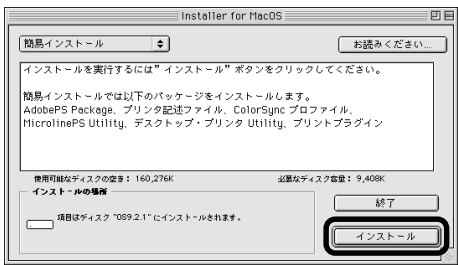 Installer for MacOS
簡易インストール
お読みください...
インストールを実行するには"インストール"ボタンをクリックしてください。
簡易インストールでは以下のパッケージをインストールします。
AdobePS Package、プリンタ記述ファイル、ColorSync プロファイル、
MicrolinePS Utility、デスクトップ・プリンタ Utility、プリントプラグイン
使用可能なディスクの空き： 160,276K
必要なディスク容量： 9,408K
インストールの場所
項目はディスク "OS9.2.1" にインストールされます。
終了
インストール